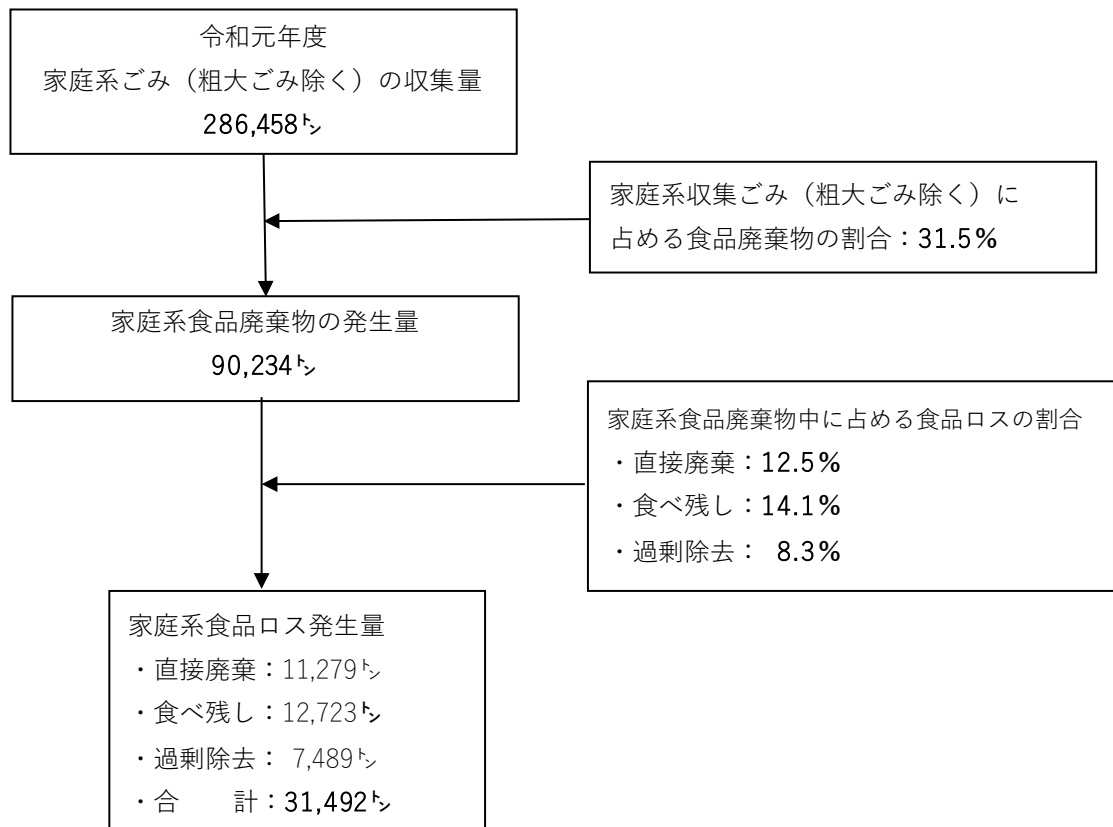 令和元年度
家庭系ごみ（粗大ごみ除く）の収集量
286,458㌧
家庭系収集ごみ（粗大ごみ除く）に
占める食品廃棄物の割合：31.5%
家庭系食品廃棄物の発生量
90,234㌧
家庭系食品廃棄物中に占める食品ロスの割合
・直接廃棄：12.5%
・食べ残し：14.1%
・過剰除去： 8.3%
家庭系食品ロス発生量
・直接廃棄：11,279㌧
・食べ残し：12,723㌧
・過剰除去： 7,489㌧
・合　　計：31,492㌧